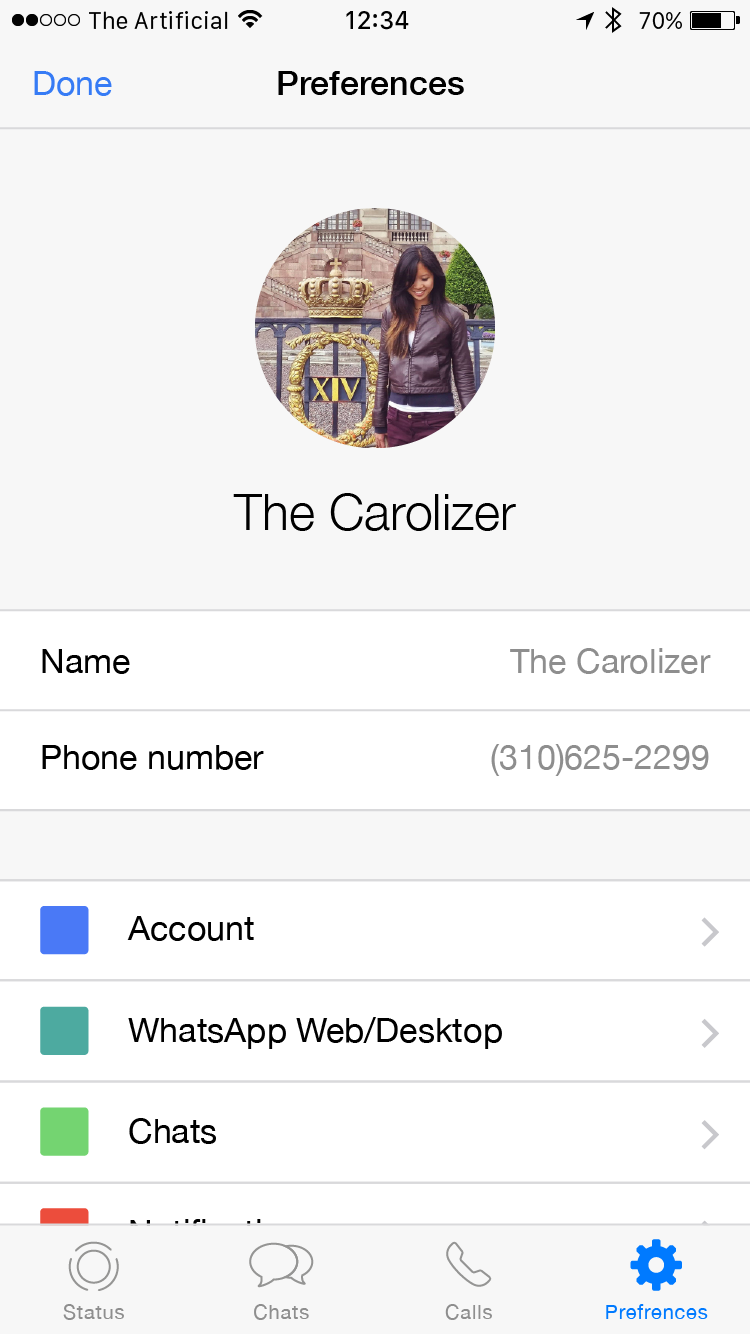 The Artificial 12:34 70%
Done Preferences
XIV
The Carolizer
Name The Carolizer
Phone number (310)625-2299
Account
WhatsApp Web/Desktop
Chats
Status Chats Calls Prefrences